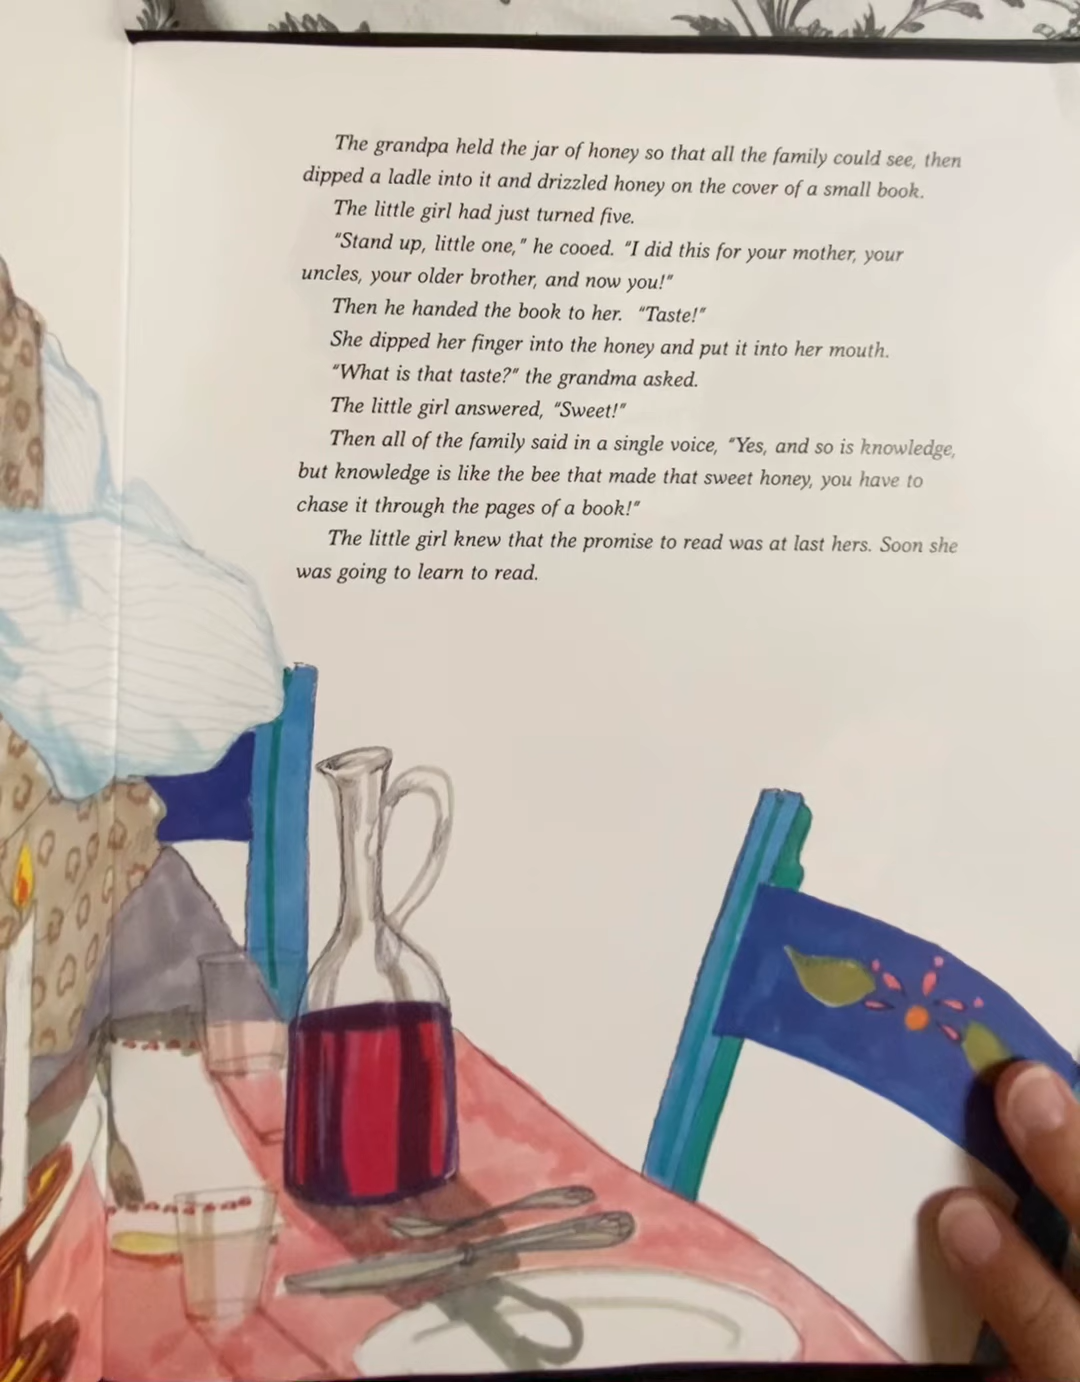 The grandpa held the jar of honey so that all the family could see, then
dipped a ladle into it and drizzled honey on the cover of a small book.
The little girl had just turned five.
"Stand up, little one," he cooed. "I did this for your mother, your
uncles, your older brother, and now you!"
Then he handed the book to her. "Taste!"
She dipped her finger into the honey and put it into her mouth.
"What is that taste?" the grandma asked.
The little girl answered, "Sweet!"
Then all of the family said in a single voice, "Yes, and so is knowledge,
but knowledge is like the bee that made that sweet honey, you have to
chase it through the pages of a book!"
The little girl knew that the promise to read was at last hers. Soon she
was going to learn to read.